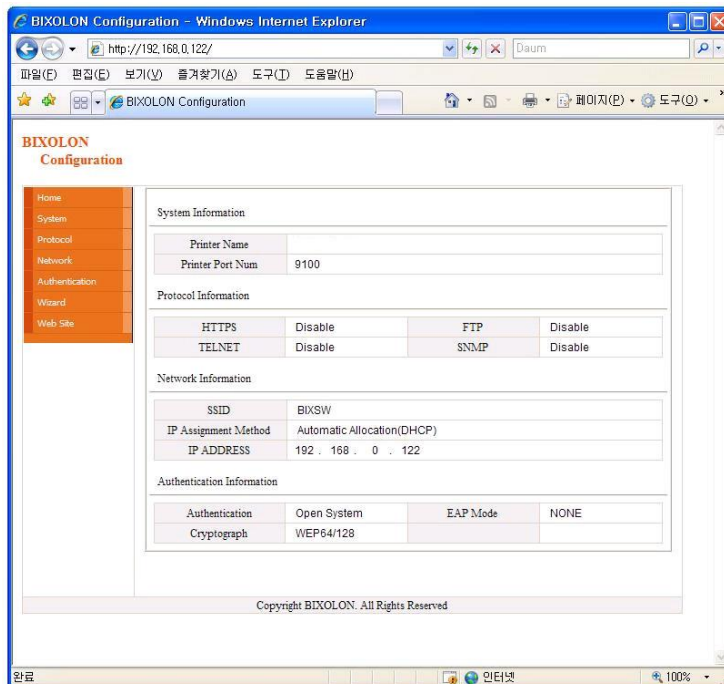 BIXOLON Configuration - Windows Internet Explorer
http://192,168,0,122/
Daum
파일(F) 편집(E) 보기(V) 즐겨찾기(A) 도구(T) 도움말(H)
BIXOLON Configuration
페이지(P)
도구(O)
BIXOLON
Configuration
Home
System
Protocol
Network
Authentication
Wizard
Web Site
System Information
Printer Name
Printer Port Num 9100
Protocol Information
HTTPS Disable FTP Disable
TELNET Disable SNMP Disable
Network Information
SSID BIXSW
IP Assignment Method Automatic Allocation(DHCP)
IP ADDRESS 192 . 168 . 0 . 122
Authentication Information
Authentication Open System EAP Mode NONE
Cryptograph WEP64/128
Copyright BIXOLON. All Rights Reserved
완료
인터넷
100%